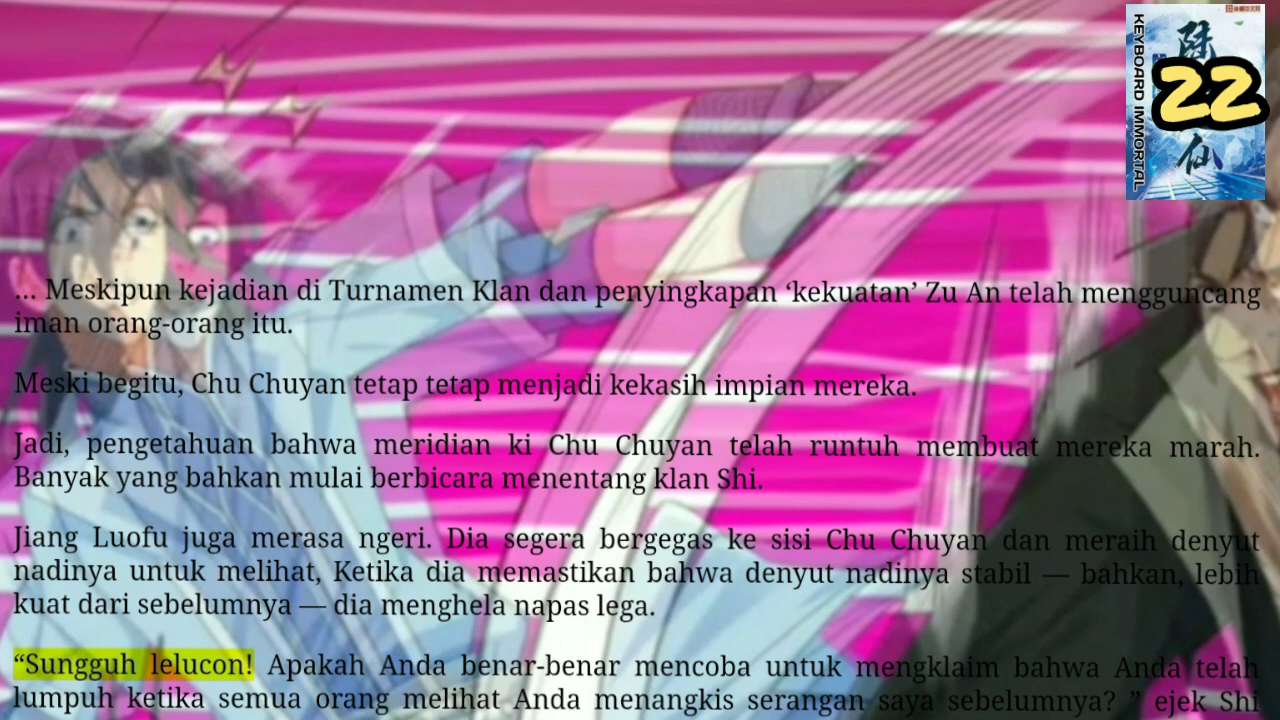 KEYBOARD IMMORTAL
22
仙
... Meskipun kejadian di Turnamen Klan dan penyingkapan ‘kekuatan’ Zu An telah mengguncang
iman orang-orang itu.
Meski begitu, Chu Chuyan tetap tetap menjadi kekasih impian mereka.
Jadi, pengetahuan bahwa meridian ki Chu Chuyan telah runtuh membuat mereka marah.
Banyak yang bahkan mulai berbicara menentang klan Shi.
Jiang Luofu juga merasa ngeri. Dia segera bergegas ke sisi Chu Chuyan dan meraih denyut
nadinya untuk melihat, Ketika dia memastikan bahwa denyut nadinya stabil — bahkan, lebih
kuat dari sebelumnya — dia menghela napas lega.
“Sungguh lelucon! Apakah Anda benar-benar mencoba untuk mengklaim bahwa Anda telah
lumpuh ketika semua orang melihat Anda menangkis serangan saya sebelumnya? ” ejek Shi